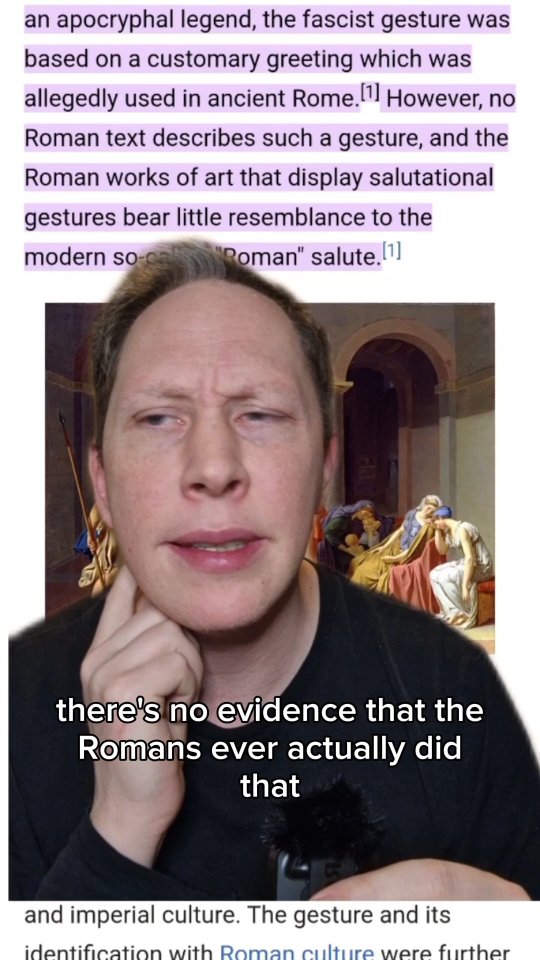 an apocryphal legend, the fascist gesture was
based on a customary greeting which was
allegedly used in ancient Rome.[1] However, no
Roman text describes such a gesture, and the
Roman works of art that display salutational
gestures bear little resemblance to the
modern "Roman" salute.[1]
there's no evidence that the
Romans ever actually did
that
and imperial culture. The gesture and its
identification with Roman culture were further